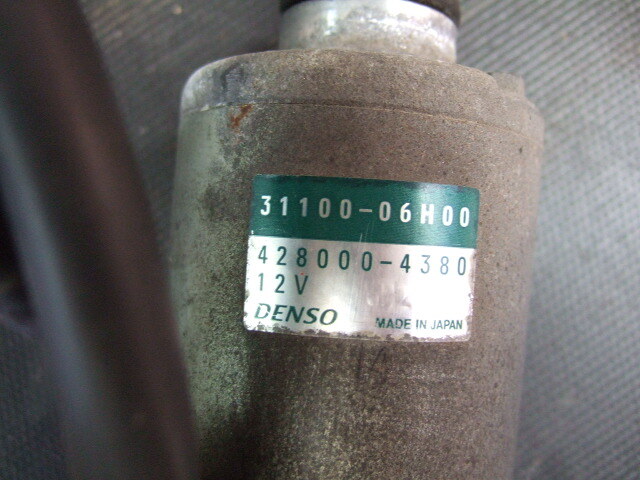 31100-06H00
428000-4380
12V
DENSO MADE IN JAPAN